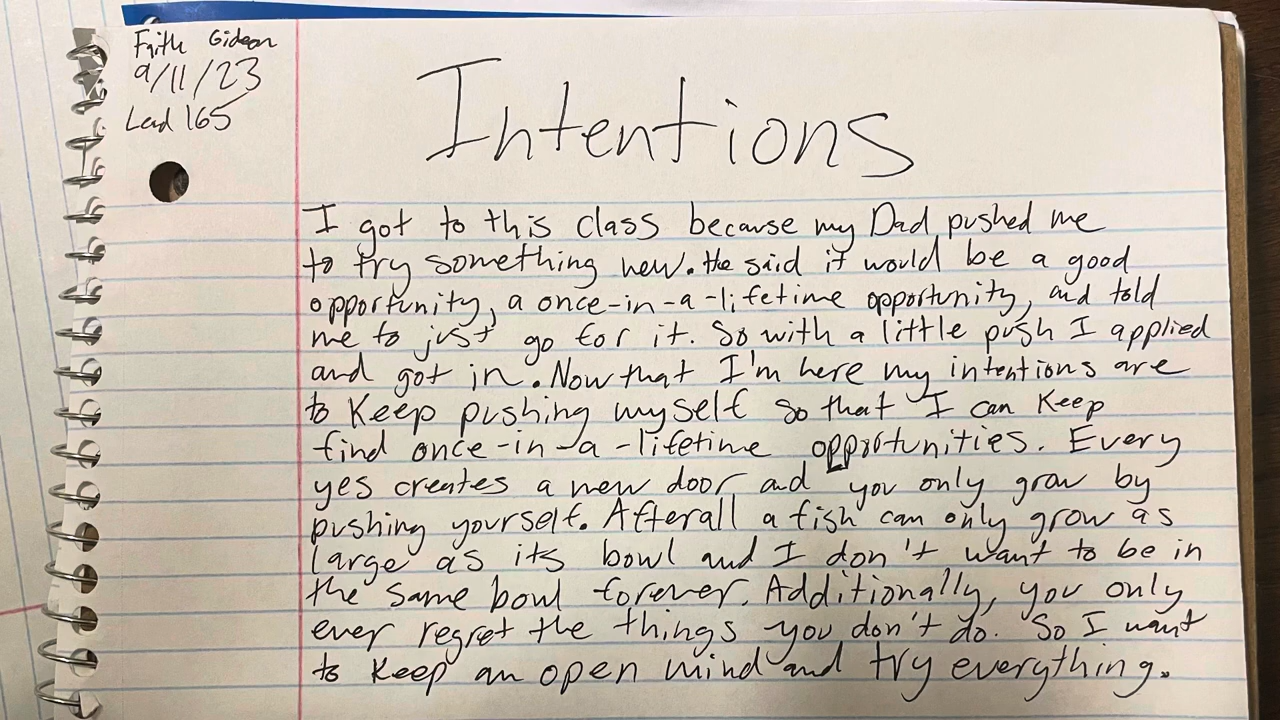 Faith Gideon
9/11/23
Lead 165
Intentions
I got to this class because my Dad pushed me
to try something new. He said it would be a good
opportunity, a once-in-a-lifetime opportunity, and told
me to just go for it. So with a little push I applied
and got in. Now that I'm here my intentions are
to Keep pushing myself so that I can Keep
find once-in-a-lifetime opportunities. Every
yes creates a new door and you only grow by
pushing yourself. Afterall a fish can only grow as
large as its bowl and I don't want to be in
the same bowl forever. Additionally, you only
ever regret the things you don't do. So I want
to Keep an open mind and try everything.